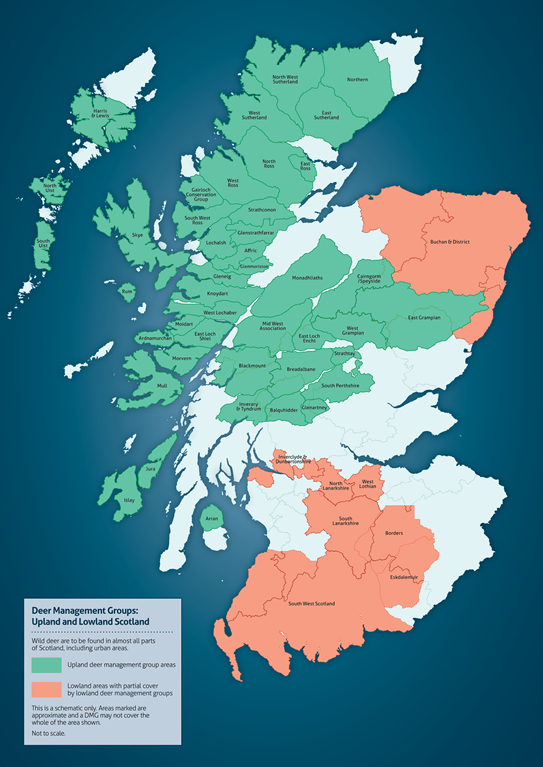 North West
Sutherland
Northern
West
Sutherland
East
Sutherland
Harris
& Lewis
North
Ross
East
Ross
West
Ross
Gairloch
Conservation
Group
North
Uist
Strathconon
South West
Ross
Glenstrathfarrar
Skye
Lochalsh
Affric
South
Uist
Buchan & District
Glenmoriston
Glenelg
Monadhliaths
Cairngorm
/Speyside
Rum
Knoydart
West Lochaber
East Grampian
Moidart
Mid West
Association
West
Grampian
Ardnamurchan
East Loch
Shiel
East Loch
Ericht
Morvern
Strathtay
Blackmount
Breadalbane
Mull
South Perthshire
Inveraray
& Tyndrum
Balquhidder
Glenartney
Inverclyde &
Dunbartonshire
Jura
North
Lanarkshire
West
Lothian
Islay
Arran
South
Lanarkshire
Borders
Eskdalemuir
South West Scotland
Deer Management Groups:
Upland and Lowland Scotland
Wild deer are to be found in almost all parts
of Scotland, including urban areas.
Upland deer management group areas
Lowland areas with partial cover
by lowland deer management groups
This is a schematic only. Areas marked are
approximate and a DMG may not cover the
whole of the area shown.
Not to scale.